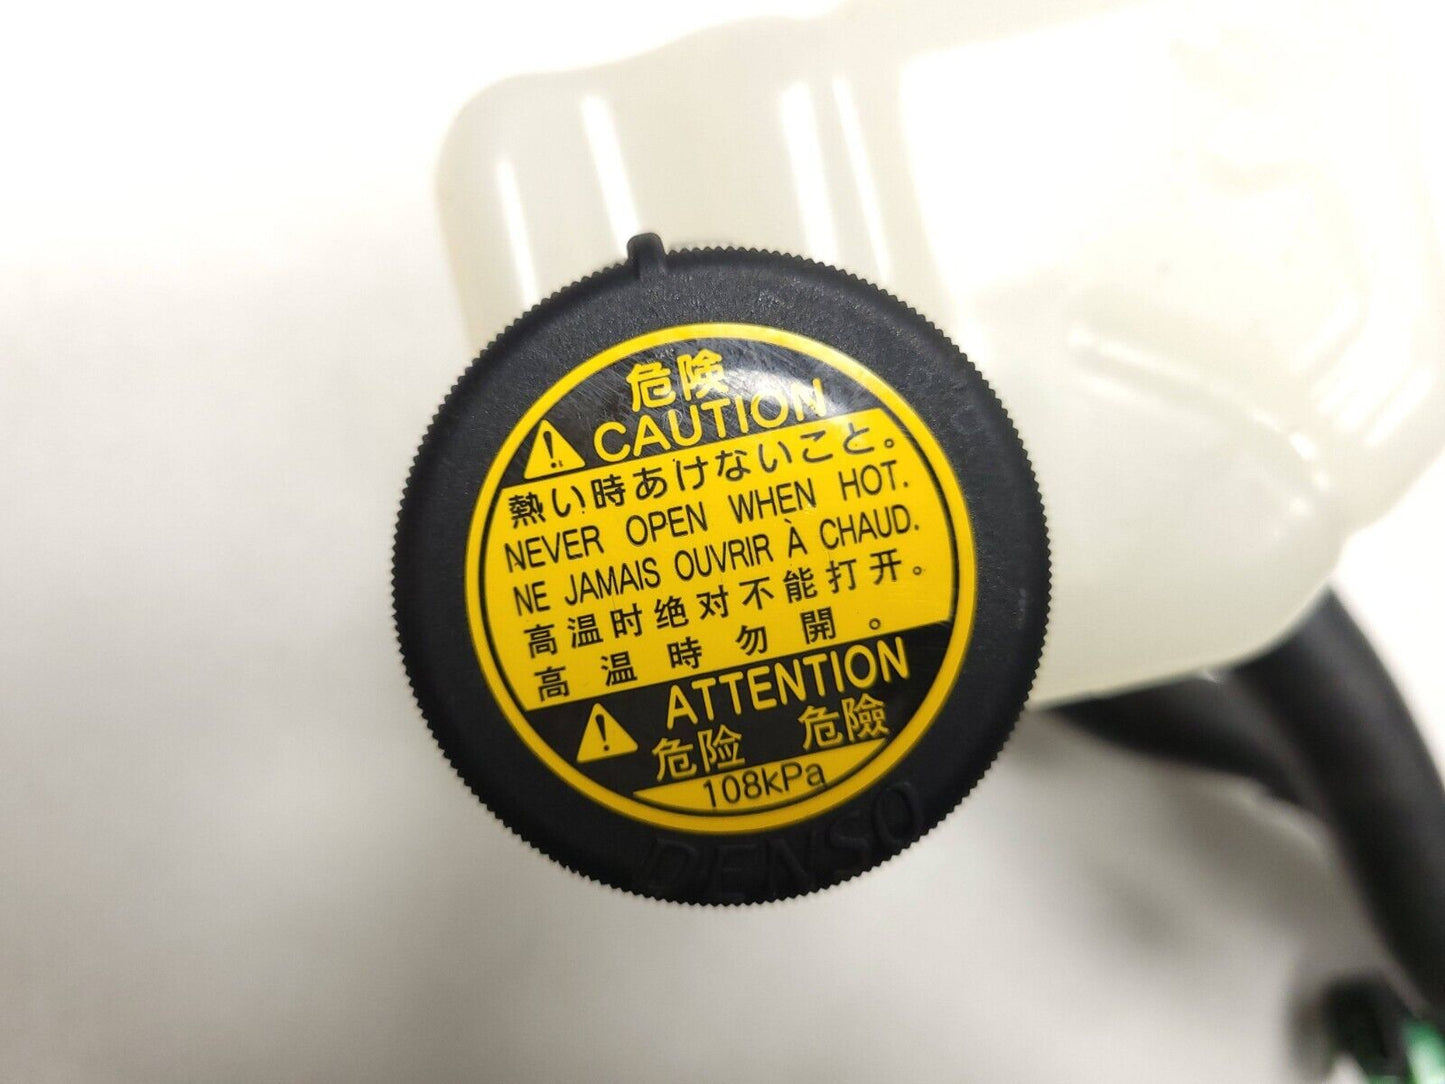 危険
CAUTION
熱い時あけないこと。
NEVER OPEN WHEN HOT.
NE JAMAIS OUVRIR À CHAUD.
高温时绝对不能打开。
高温時勿開。
ATTENTION
危险 危險
108kPa
DENSO